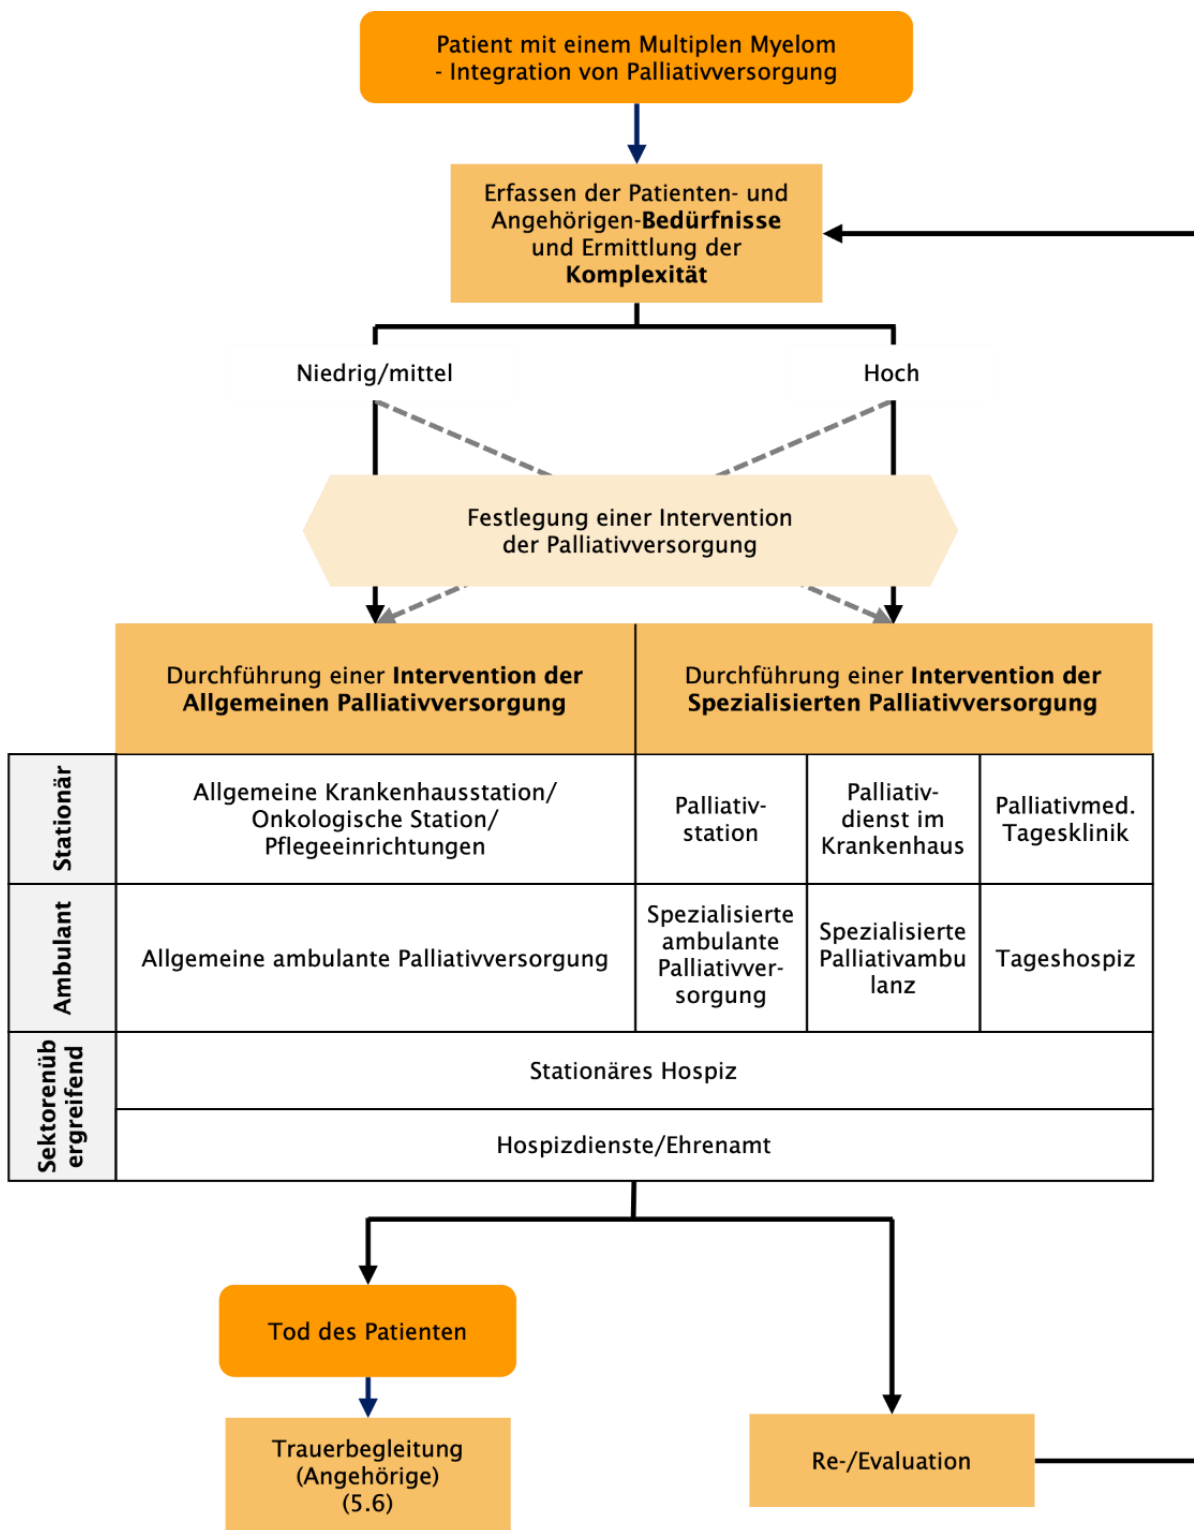 Patient mit einem Multiplen Myelom
- Integration von Palliativversorgung
Erfassen der Patienten- und
Angehörigen-Bedürfnisse
und Ermittlung der
Komplexität
Niedrig/mittel
Hoch
Festlegung einer Intervention
der Palliativversorgung
Durchführung einer Intervention der
Allgemeinen Palliativversorgung
Durchführung einer Intervention der
Spezialisierten Palliativversorgung
Stationär
Allgemeine Krankenhausstation/
Onkologische Station/
Pflegeeinrichtungen
Palliativ-
station
Palliativ-
dienst im
Krankenhaus
Palliativmed.
Tagesklinik
Ambulant
Allgemeine ambulante Palliativversorgung
Spezialisierte
ambulante
Palliativver-
sorgung
Spezialisierte
Palliativambu
lanz
Tageshospiz
Sektorenüb
ergreifend
Stationäres Hospiz
Hospizdienste/Ehrenamt
Tod des Patienten
Trauerbegleitung
(Angehörige)
(5.6)
Re-/Evaluation